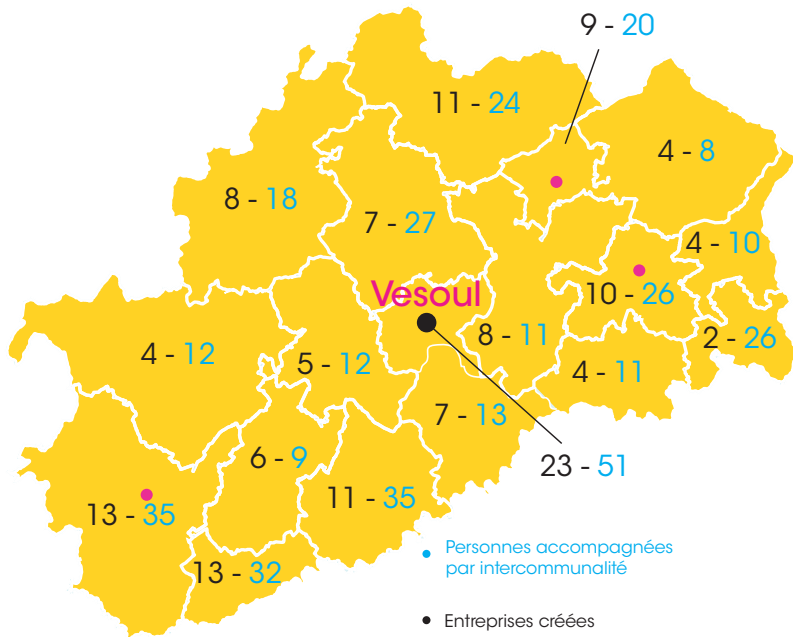 9 - 20
11 - 24
4 - 8
8 - 18
7 - 27
4 - 10
Vesoul
10 - 26
8 - 11
2 - 26
4 - 12
5 - 12
4 - 11
7 - 13
6 - 9
23 - 51
11 - 35
13 - 35
13 - 32
Personnes accompagnées
par intercommunalité
Entreprises créées